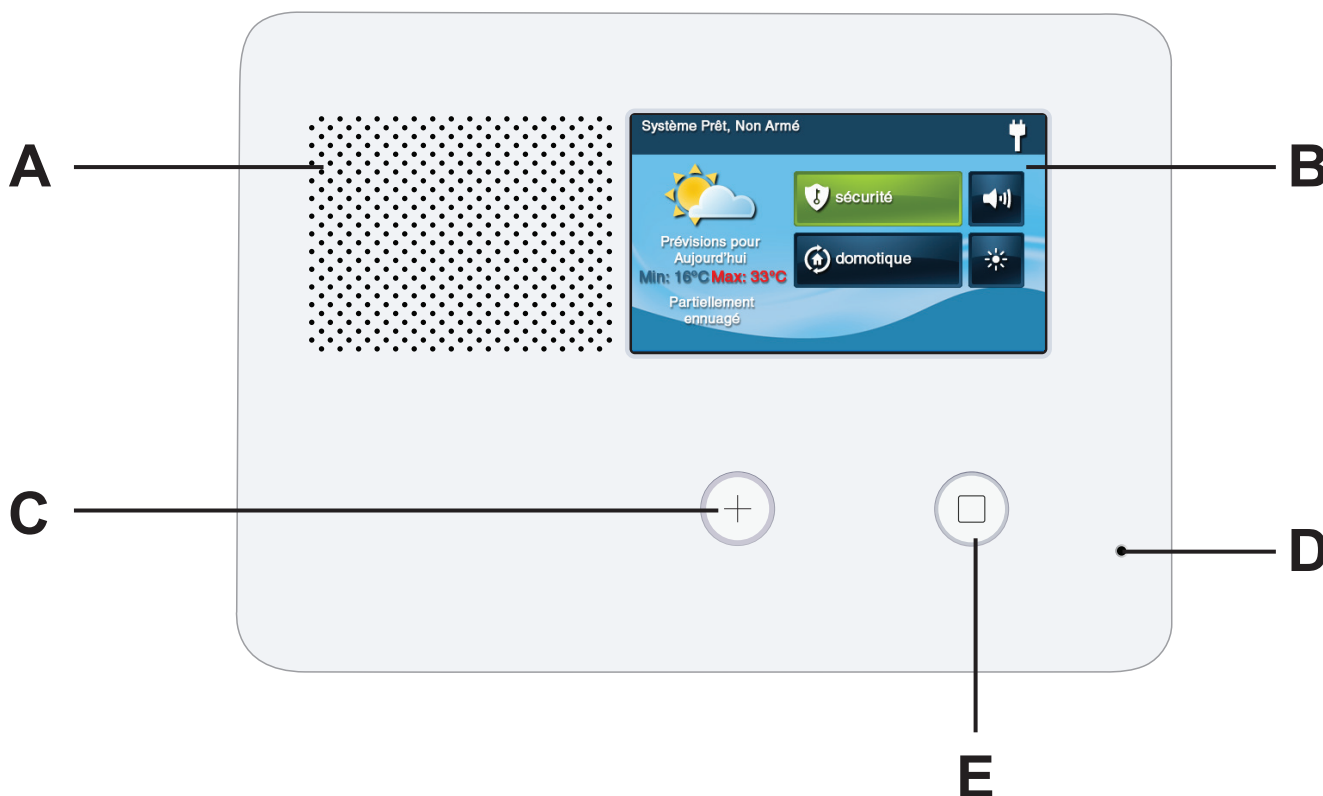 A
B
Système Prêt, Non Armé
sécurité
domotique
Prévisions pour
Aujourd'hui
Min: 16°C Max: 33°C
Partiellement
ennuagé
C
D
E